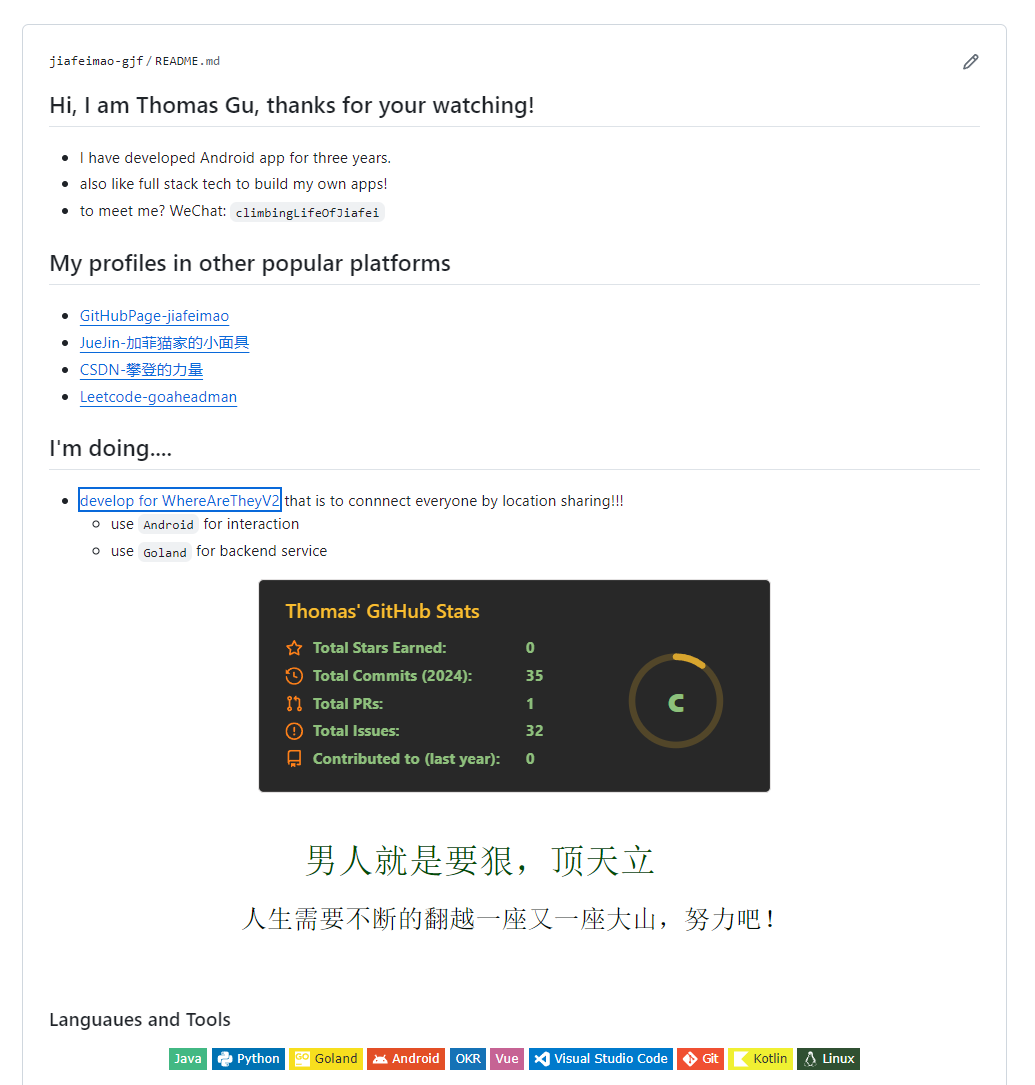 jiafeimao-gjf/README.md
Hi, I am Thomas Gu, thanks for your watching!
I have developed Android app for three years.
also like full stack tech to build my own apps!
to meet me? WeChat: climbingLifeOfJiafei
My profiles in other popular platforms
GitHubPage-jiafeimao
JueJin-加菲猫家的小面具
CSDN-攀登的力量
Leetcode-goaheadman
I'm doing....
develop for WhereAreTheyV2 that is to connnect everyone by location sharing!!!
use Android for interaction
use Goland for backend service
Thomas' GitHub Stats
Total Stars Earned: 0
Total Commits (2024): 35
Total PRs: 1
Total Issues: 32
Contributed to (last year): 0
C
男人就是要狠，顶天立
人生需要不断的翻越一座又一座大山，努力吧！
Languaues and Tools
Java Python GO Goland Android OKR Vue Visual Studio Code Git Kotlin Linux